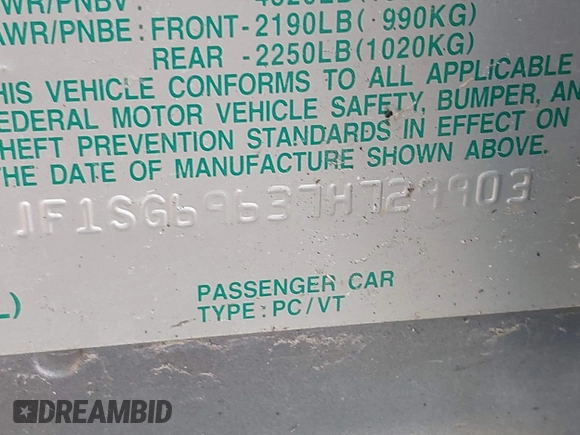 AWR/PNBE: FRONT-2190LB( 990KG)
REAR -2250LB(1020KG)
HIS VEHICLE CONFORMS TO ALL APPLICABLE
EDERAL MOTOR VEHICLE SAFETY, BUMPER, AN
HEFT PREVENTION STANDARDS IN EFFECT ON
THE DATE OF MANUFACTURE SHOWN ABOVE.
JF1SG69637H729903
L)
PASSENGER CAR
TYPE: PC/VT
DREAMBID